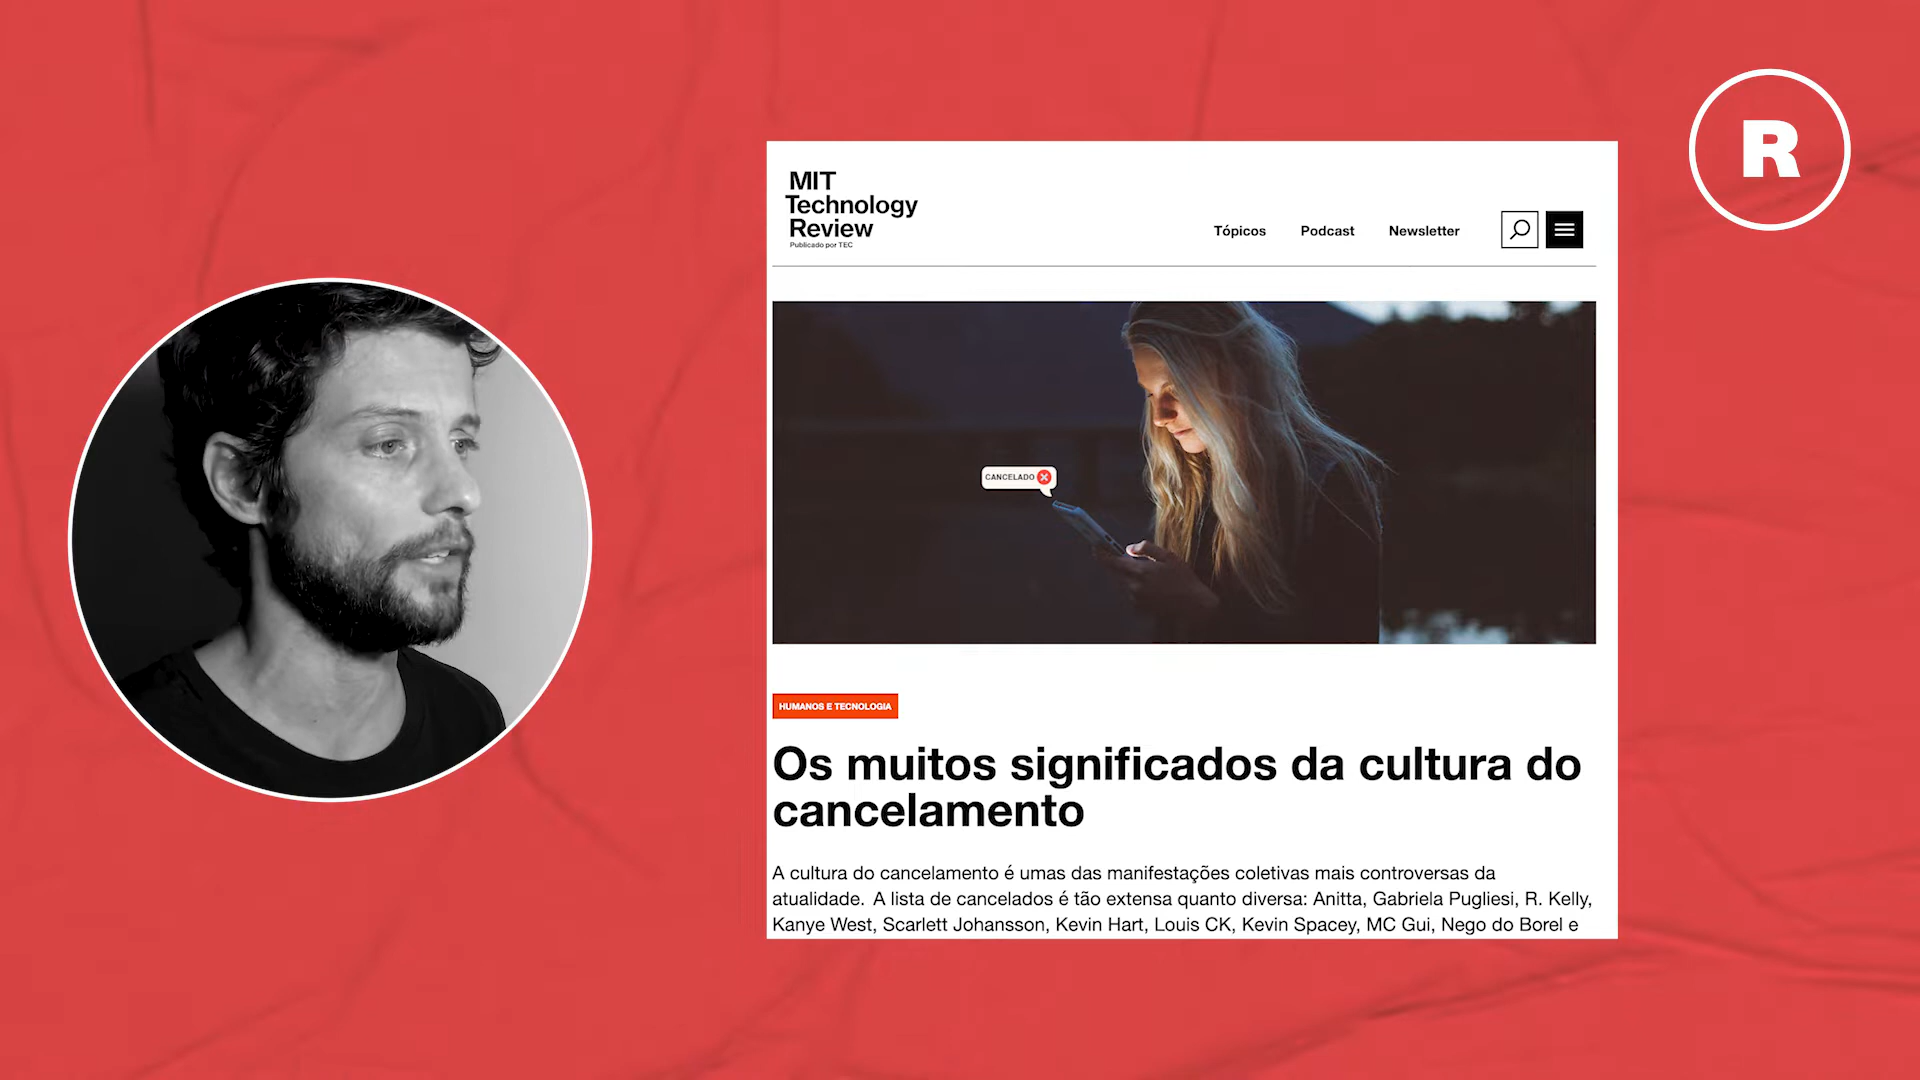 R
MIT
Technology
Review
Publicado por TEC
Tópicos Podcast Newsletter
CANCELADO
HUMANOS E TECNOLOGIA
Os muitos significados da cultura do
cancelamento
A cultura do cancelamento é umas das manifestações coletivas mais controversas da
atualidade. A lista de cancelados é tão extensa quanto diversa: Anitta, Gabriela Pugliesi, R. Kelly,
Kanye West, Scarlett Johansson, Kevin Hart, Louis CK, Kevin Spacey, MC Gui, Nego do Borel e